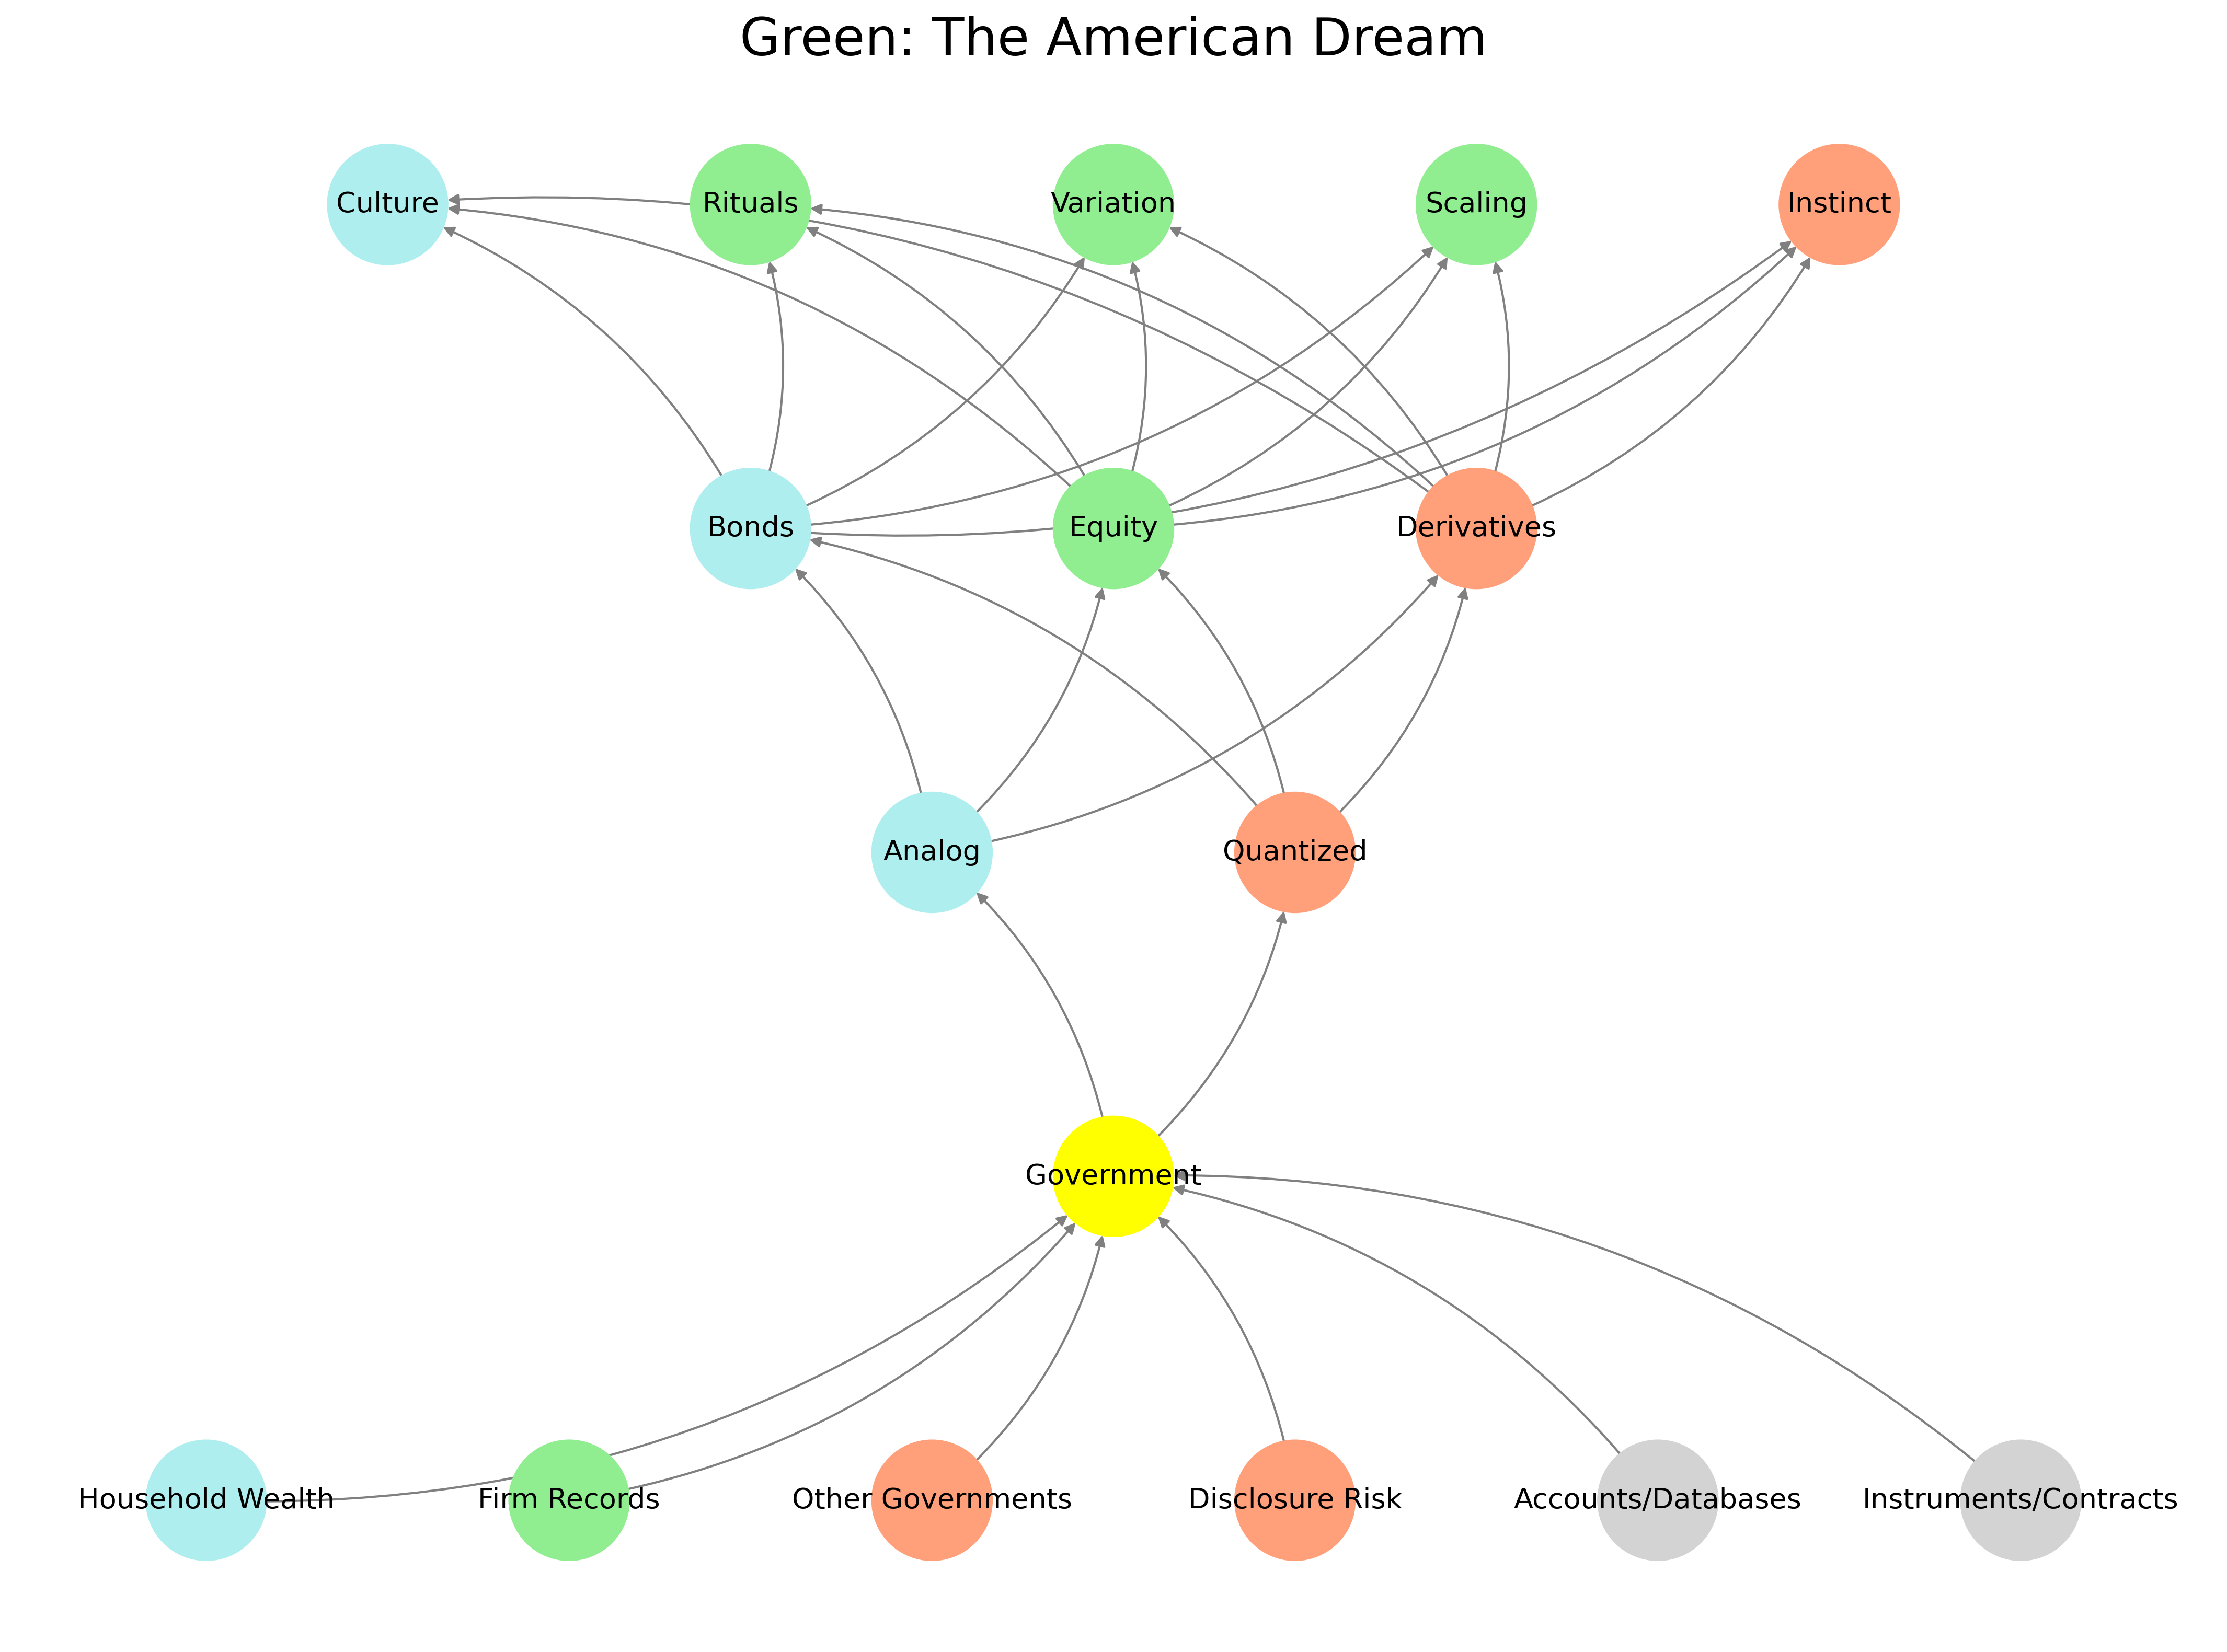 Green: The American Dream
Culture
Rituals
Variation
Scaling
Instinct
Bonds
Equity
Derivatives
Analog
Quantized
Government
Household Wealth
Firm Records
Other Governments
Disclosure Risk
Accounts/Databases
Instruments/Contracts